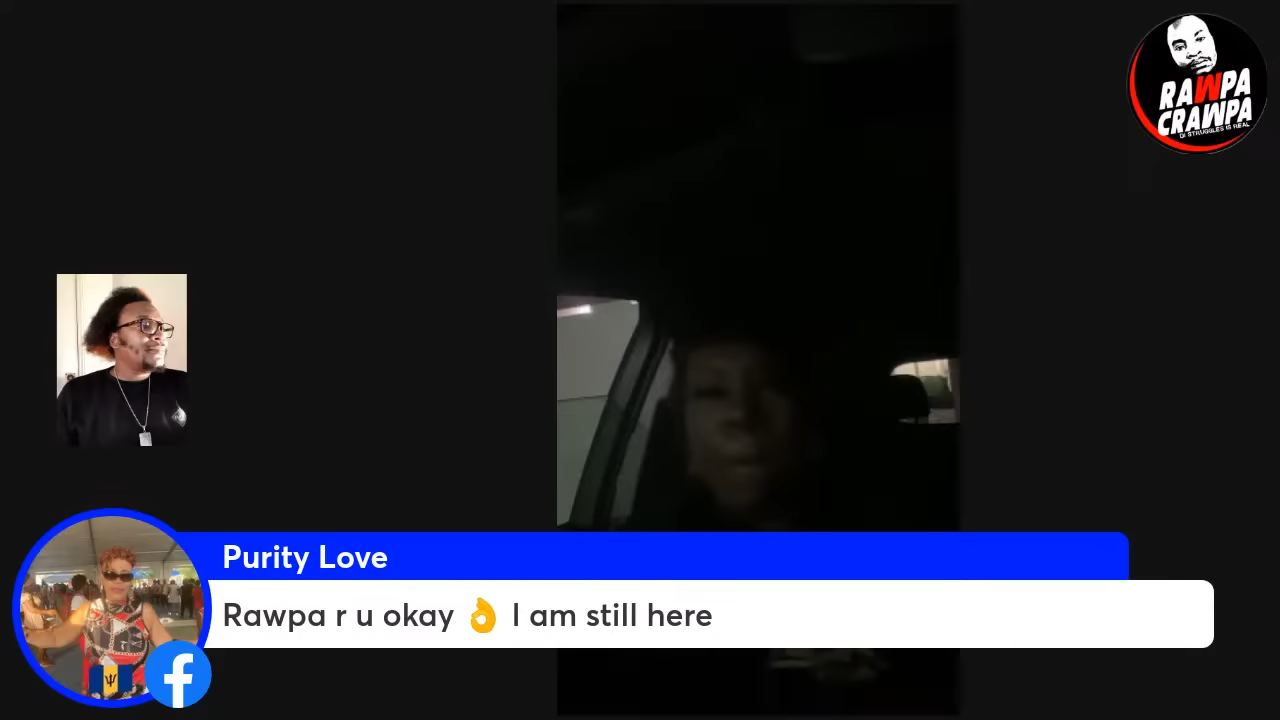 RAWPA
CRAWPA
DI STRUGGLES IS REAL
Purity Love
Rawpa r u okay 👌 I am still here